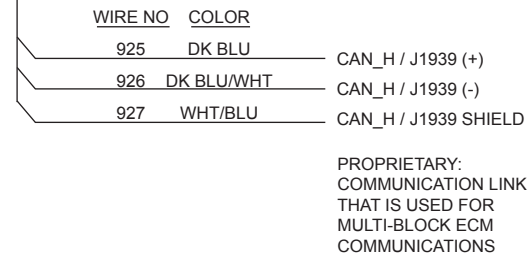 WIRE NO COLOR
925 DK BLU CAN_H / J1939 (+)
926 DK BLU/WHT CAN_H / J1939 (-)
927 WHT/BLU CAN_H / J1939 SHIELD
PROPRIETARY:
COMMUNICATION LINK
THAT IS USED FOR
MULTI-BLOCK ECM
COMMUNICATIONS